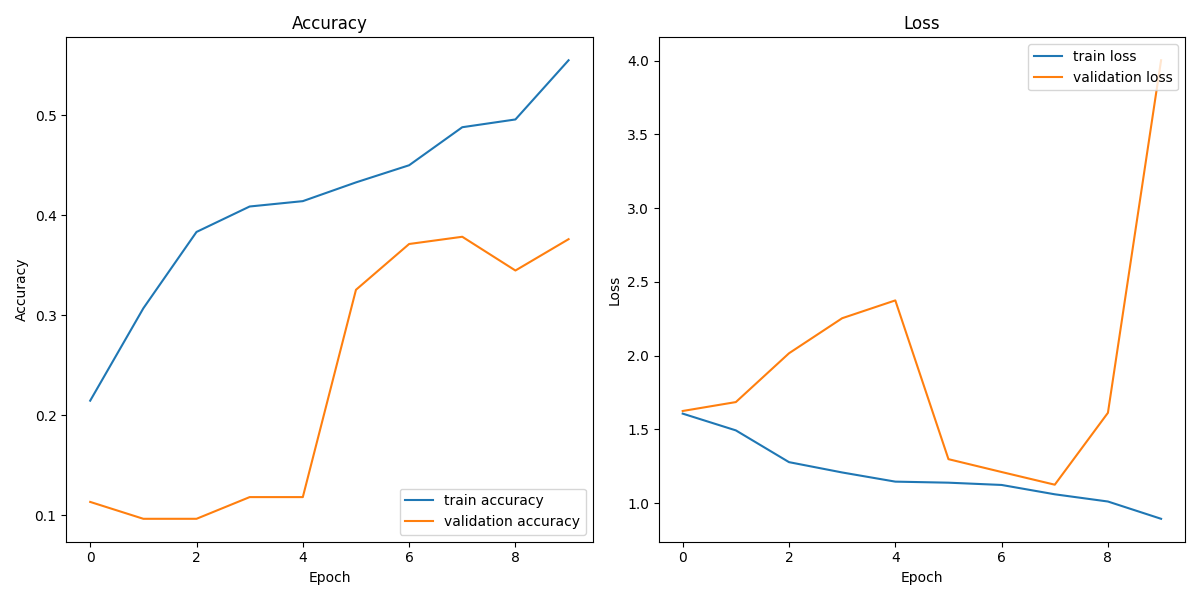 Accuracy
Accuracy
0.5
0.4
0.3
0.2
0.1
train accuracy
validation accuracy
0 2 4 6 8
Epoch
Loss
Loss
4.0
3.5
3.0
2.5
2.0
1.5
1.0
train loss
validation loss
0 2 4 6 8
Epoch